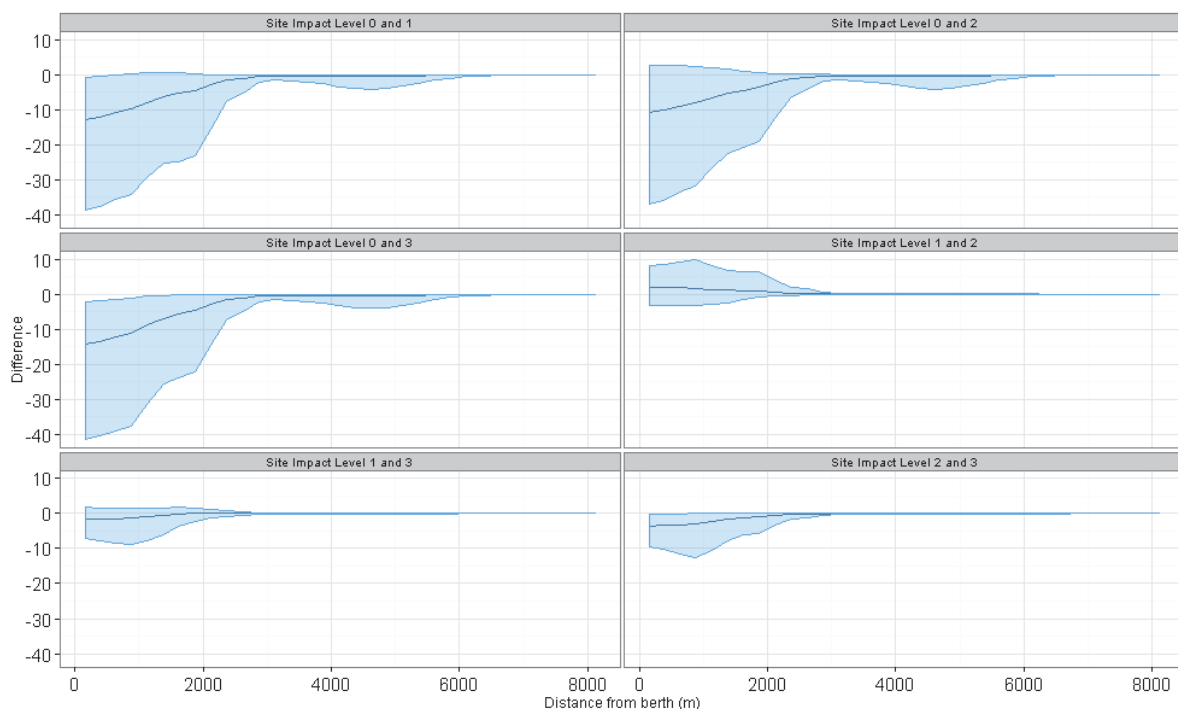 Site Impact Level 0 and 1
Site Impact Level 0 and 2
10
0
-10
-20
-30
-40
Site Impact Level 0 and 3
Site Impact Level 1 and 2
10
0
-10
-20
-30
-40
Difference
Site Impact Level 1 and 3
Site Impact Level 2 and 3
10
0
-10
-20
-30
-40
0 2000 4000 6000 8000 0 2000 4000 6000 8000
Distance from berth (m)